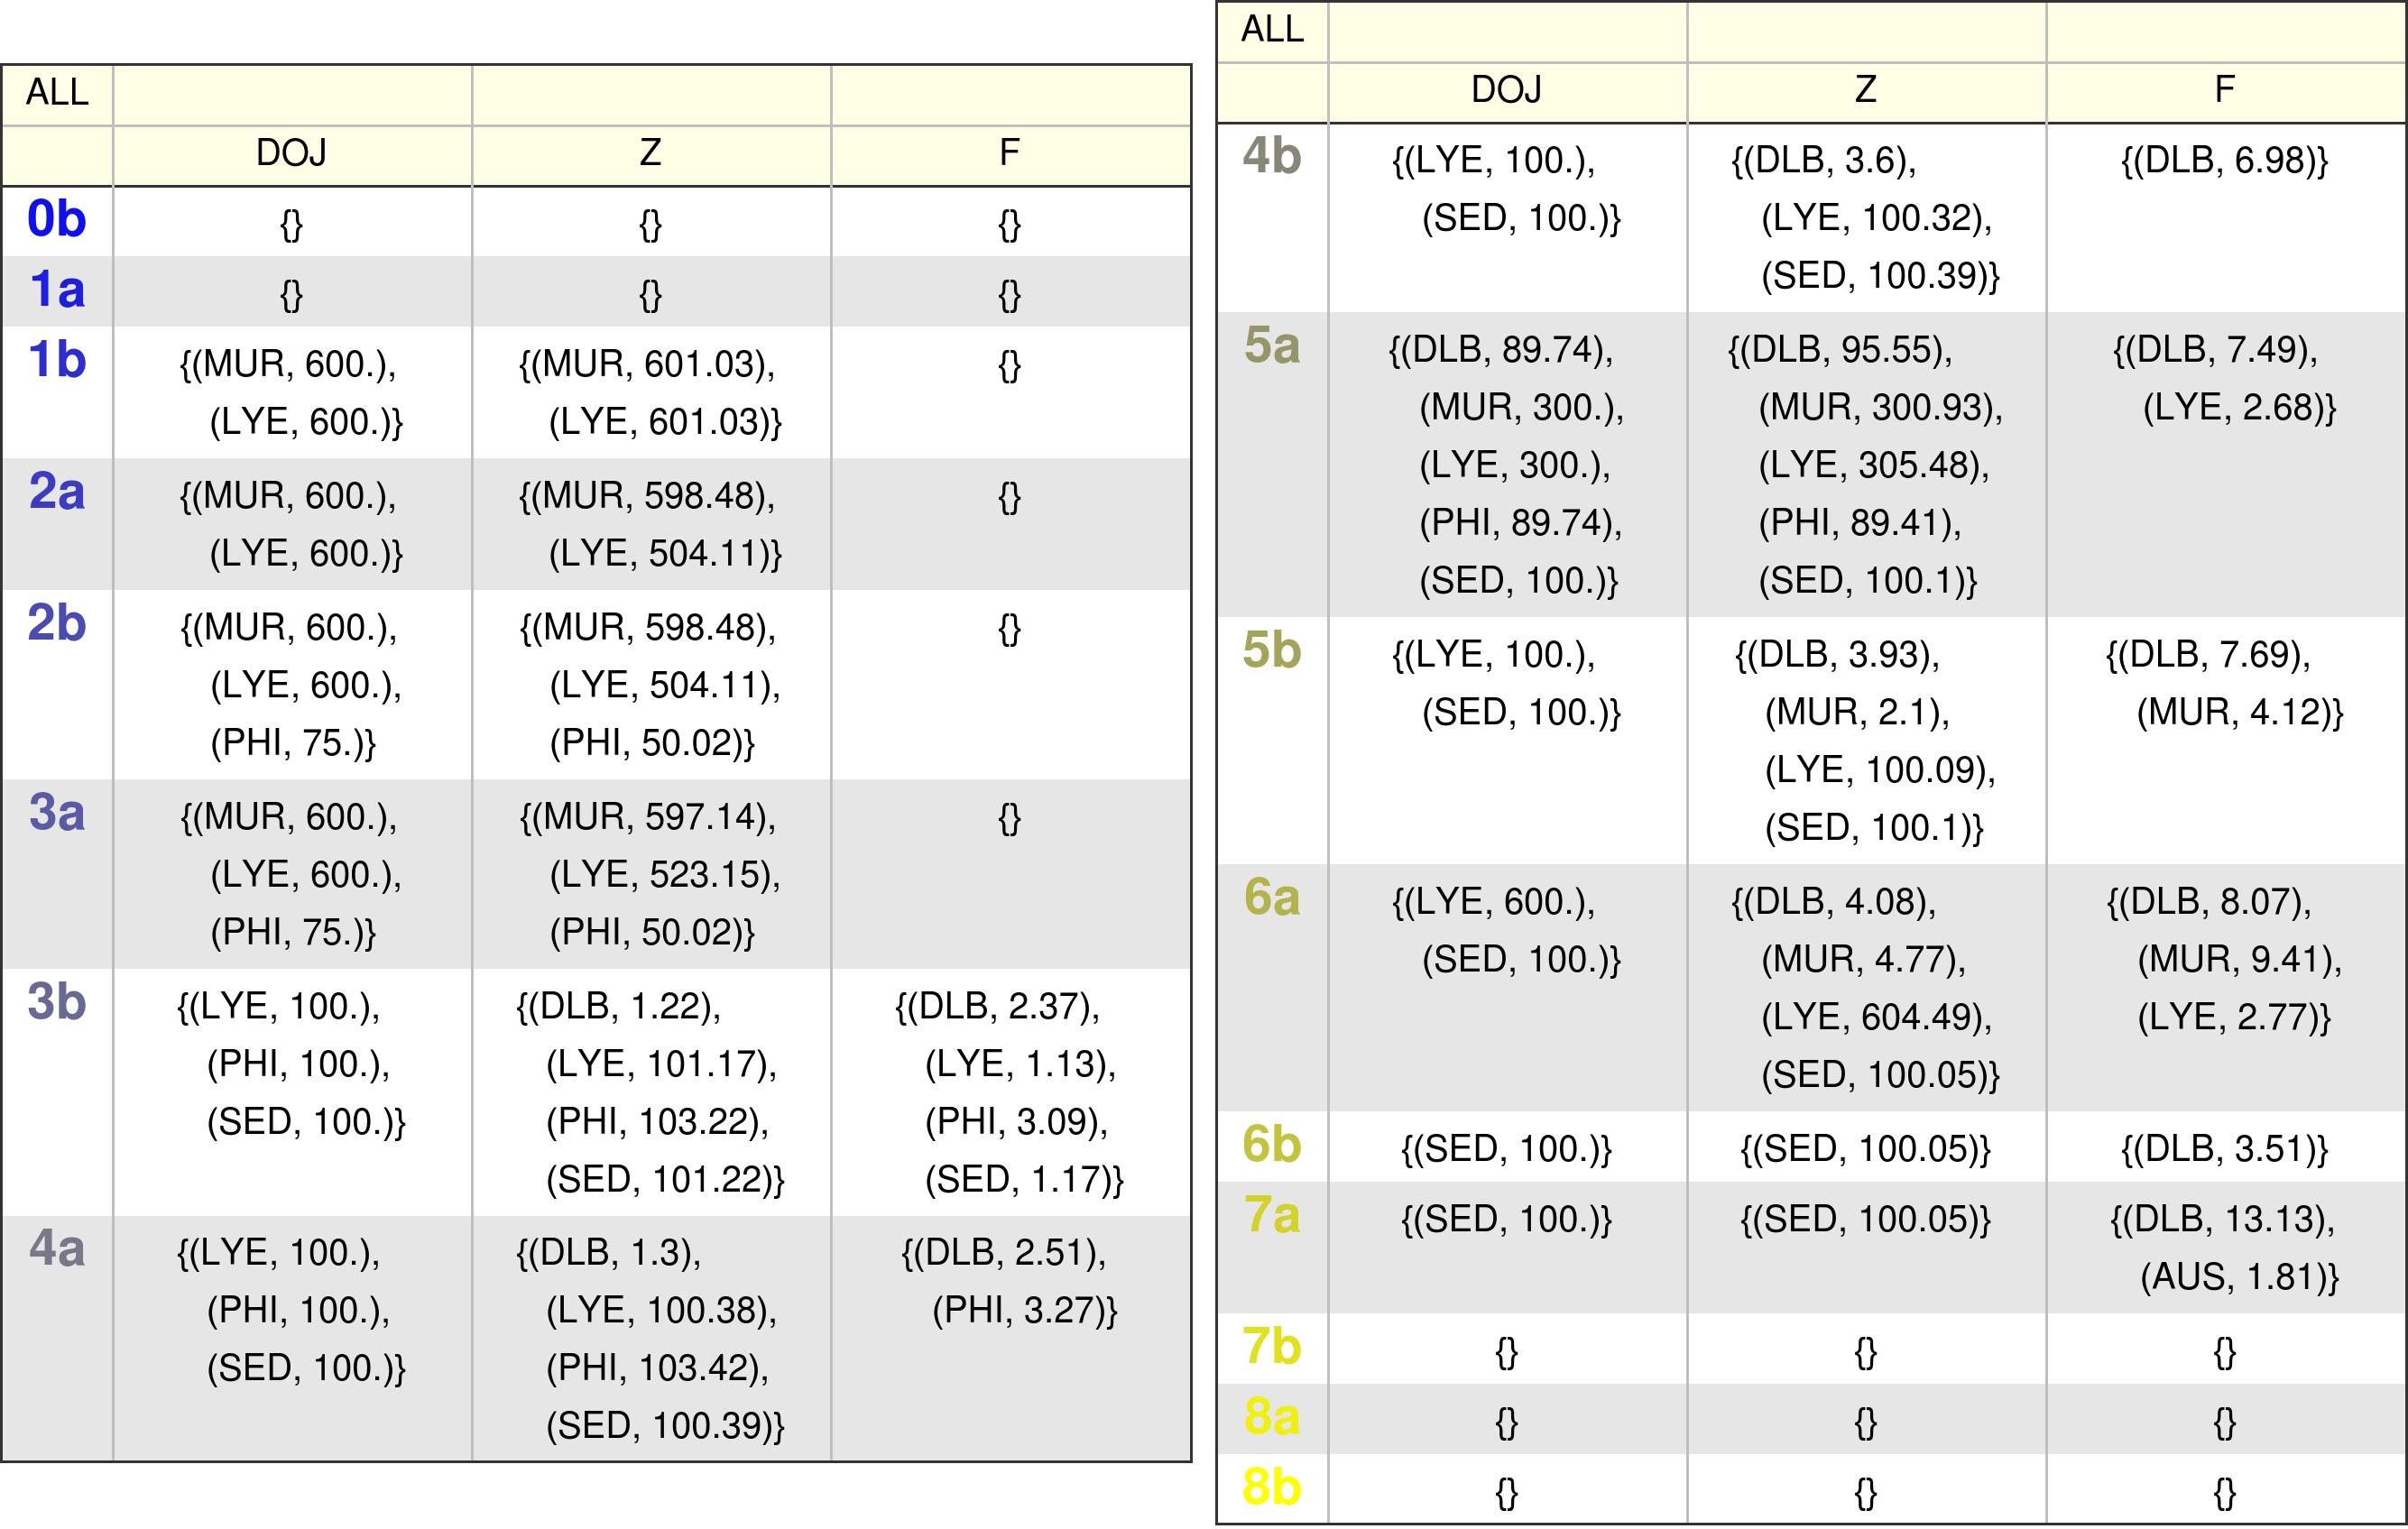 ALL
DOJ Z F
0b {} {} {}
1a {} {} {}
1b {(MUR, 600.), {(MUR, 601.03), {}
(LYE, 600.)} (LYE, 601.03)}
2a {(MUR, 600.), {(MUR, 598.48), {}
(LYE, 600.)} (LYE, 504.11)}
2b {(MUR, 600.), {(MUR, 598.48), {}
(LYE, 600.), (LYE, 504.11),
(PHI, 75.)} (PHI, 50.02)}
3a {(MUR, 600.), {(MUR, 597.14), {}
(LYE, 600.), (LYE, 523.15),
(PHI, 75.)} (PHI, 50.02)}
3b {(LYE, 100.), {(DLB, 1.22), {(DLB, 2.37),
(PHI, 100.), (LYE, 101.17), (LYE, 1.13),
(SED, 100.)} (PHI, 103.22), (PHI, 3.09),
(SED, 101.22)} (SED, 1.17)}
4a {(LYE, 100.), {(DLB, 1.3), {(DLB, 2.51),
(PHI, 100.), (LYE, 100.38), (PHI, 3.27)}
(SED, 100.)} (PHI, 103.42),
(SED, 100.39)}
ALL
DOJ Z F
4b {(LYE, 100.), {(DLB, 3.6), {(DLB, 6.98)}
(SED, 100.)} (LYE, 100.32),
(SED, 100.39)}
5a {(DLB, 89.74), {(DLB, 95.55), {(DLB, 7.49),
(MUR, 300.), (MUR, 300.93), (LYE, 2.68)}
(LYE, 300.), (LYE, 305.48),
(PHI, 89.74), (PHI, 89.41),
(SED, 100.)} (SED, 100.1)}
5b {(LYE, 100.), {(DLB, 3.93), {(DLB, 7.69),
(SED, 100.)} (MUR, 2.1), (MUR, 4.12)}
(LYE, 100.09),
(SED, 100.1)}
6a {(LYE, 600.), {(DLB, 4.08), {(DLB, 8.07),
(SED, 100.)} (MUR, 4.77), (MUR, 9.41),
(LYE, 604.49), (LYE, 2.77)}
(SED, 100.05)}
6b {(SED, 100.)} {(SED, 100.05)} {(DLB, 3.51)}
7a {(SED, 100.)} {(SED, 100.05)} {(DLB, 13.13),
(AUS, 1.81)}
7b {} {} {}
8a {} {} {}
8b {} {} {}